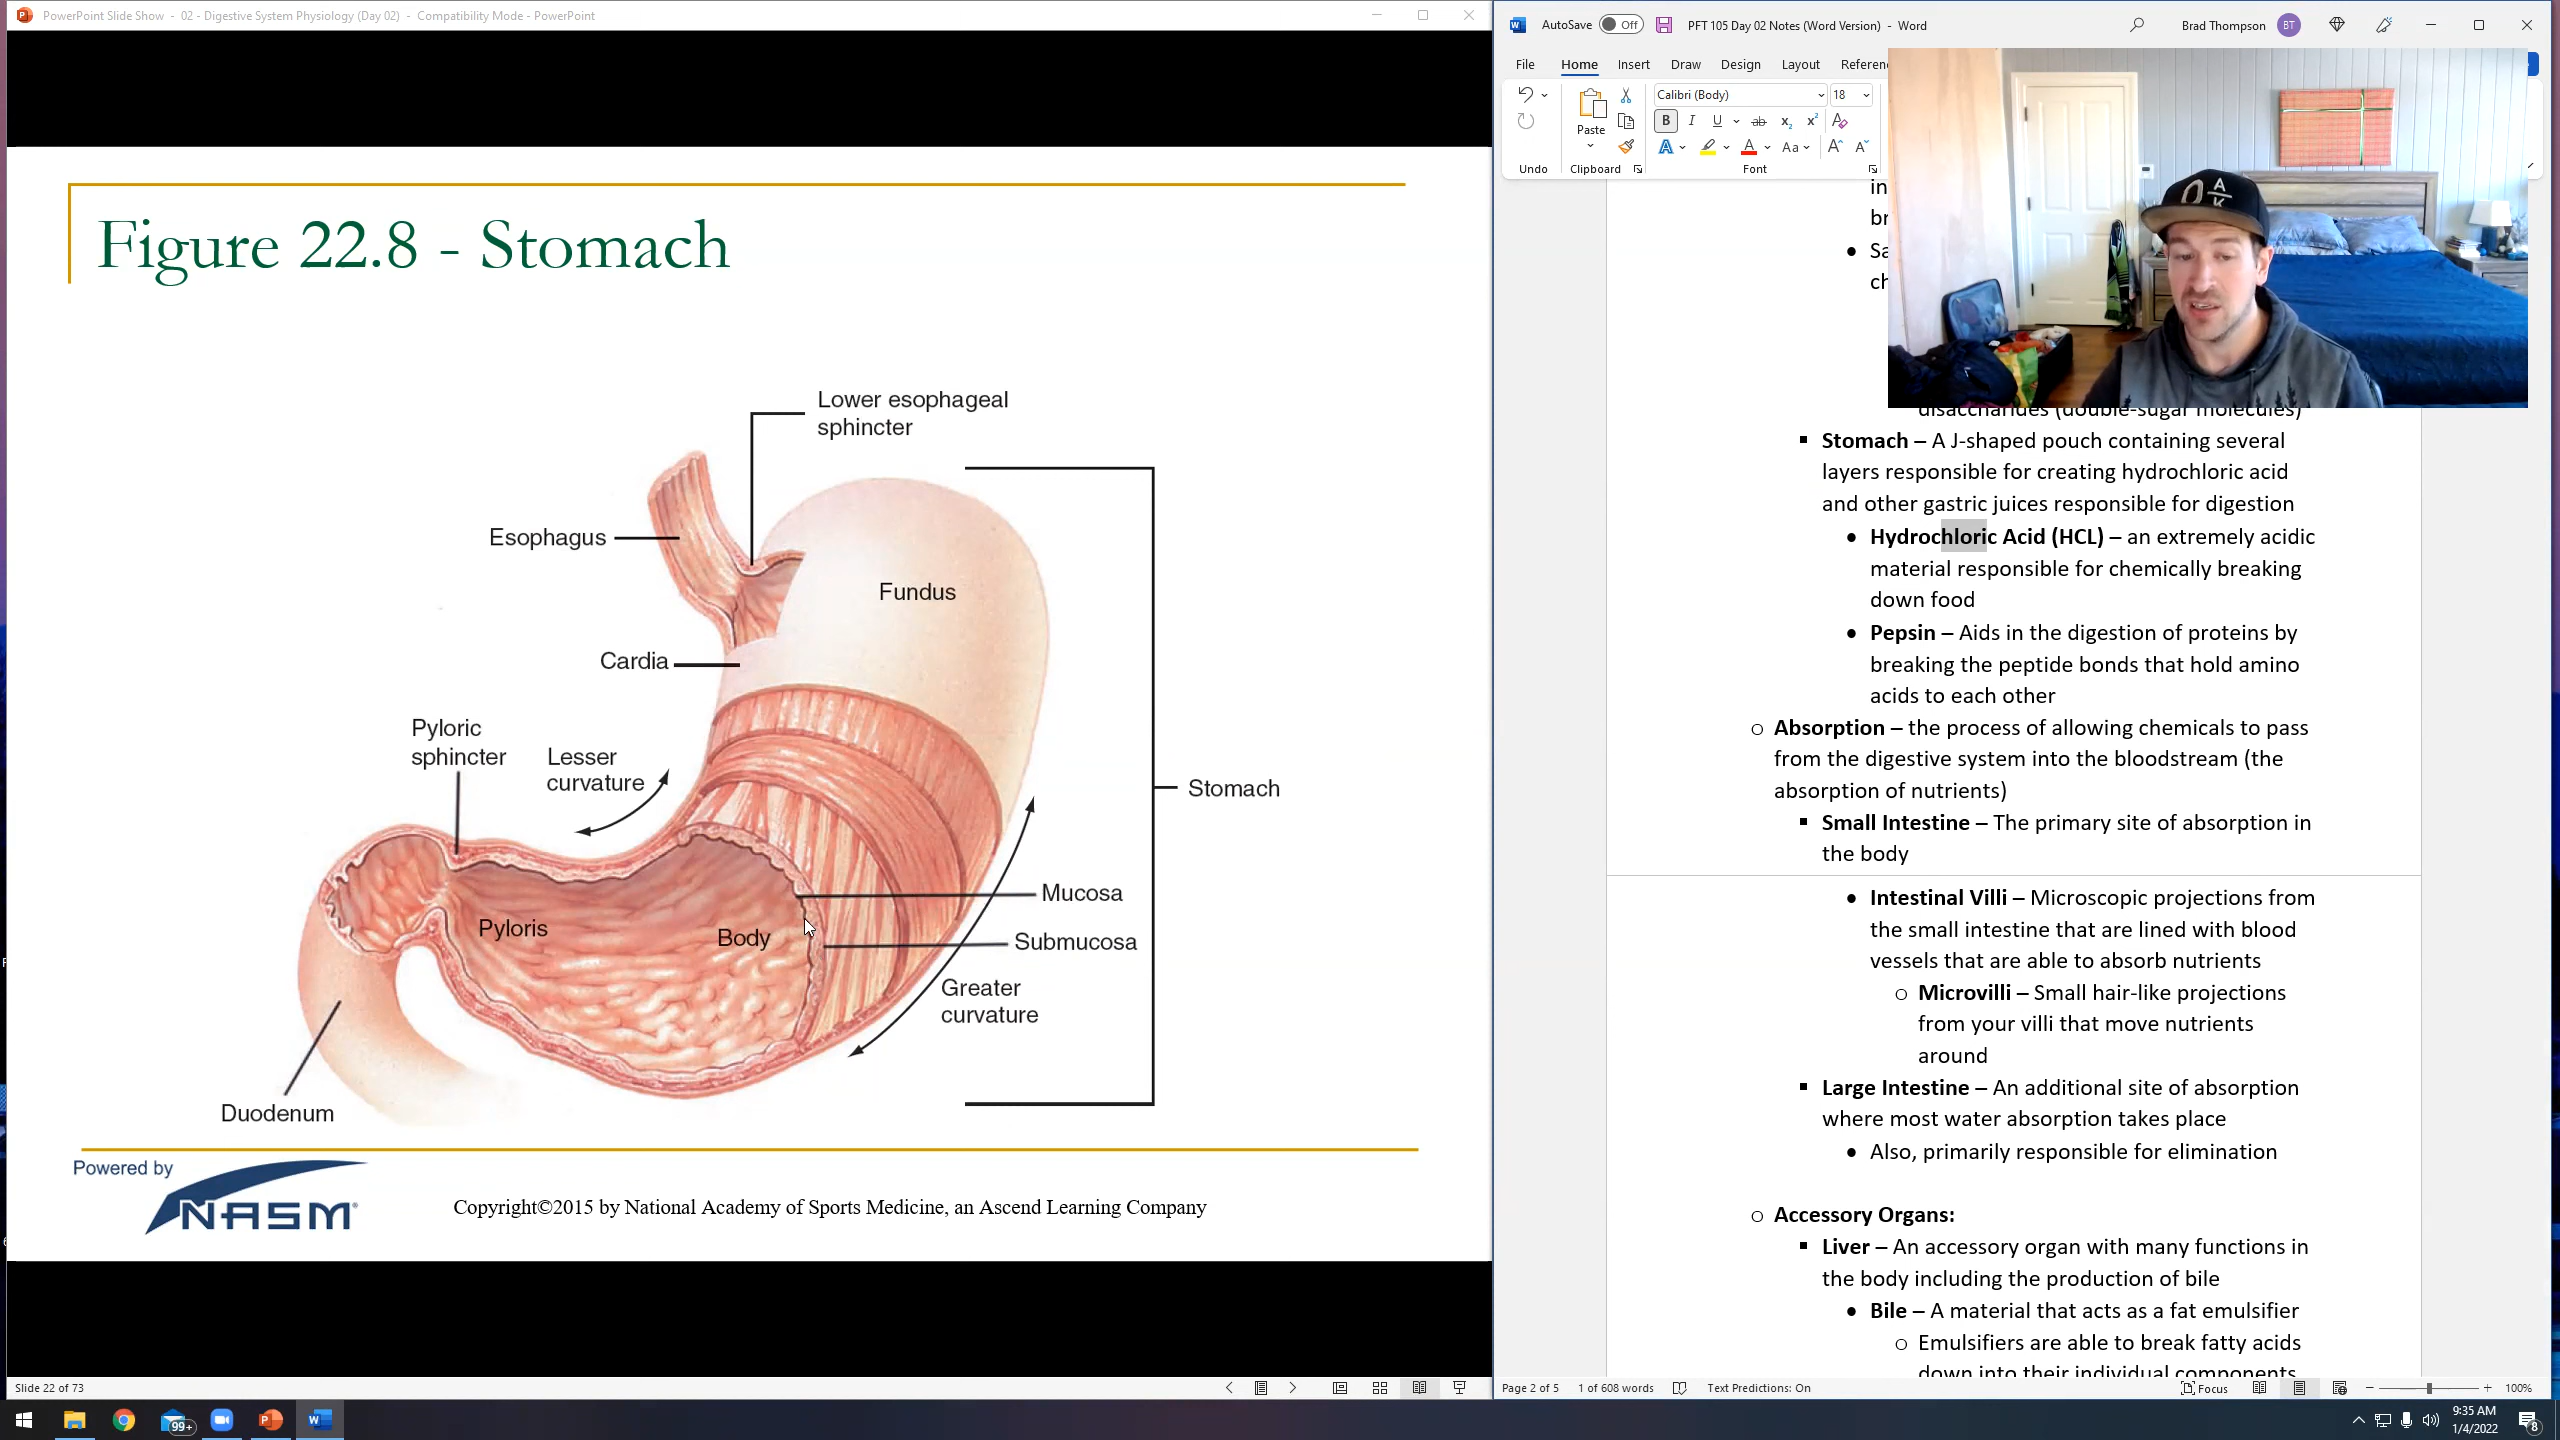 PowerPoint Slide Show - 02 - Digestive System Physiology (Day 02) - Compatibility Mode - PowerPoint
Figure 22.8 - Stomach
Lower esophageal
sphincter
Esophagus
Fundus
Cardia
Pyloric
sphincter
Lesser
curvature
Stomach
Mucosa
Pyloris
Body
Submucosa
Greater
curvature
Duodenum
Powered by
NASM
Copyright©2015 by National Academy of Sports Medicine, an Ascend Learning Company
Slide 22 of 73
AutoSave Off PFT 105 Day 02 Notes (Word Version) - Word Brad Thompson BT
File Home Insert Draw Design Layout Referen
Calibri (Body) 18
Paste
B I U ab x₂ x² A
A A Aa A A
Undo Clipboard Font
in
br
Sa
ch
disaccharides (double-sugar molecules)
Stomach – A J-shaped pouch containing several
layers responsible for creating hydrochloric acid
and other gastric juices responsible for digestion
Hydrochloric Acid (HCL) – an extremely acidic
material responsible for chemically breaking
down food
Pepsin – Aids in the digestion of proteins by
breaking the peptide bonds that hold amino
acids to each other
Absorption – the process of allowing chemicals to pass
from the digestive system into the bloodstream (the
absorption of nutrients)
Small Intestine – The primary site of absorption in
the body
Intestinal Villi – Microscopic projections from
the small intestine that are lined with blood
vessels that are able to absorb nutrients
Microvilli – Small hair-like projections
from your villi that move nutrients
around
Large Intestine – An additional site of absorption
where most water absorption takes place
Also, primarily responsible for elimination
Accessory Organs:
Liver – An accessory organ with many functions in
the body including the production of bile
Bile – A material that acts as a fat emulsifier
Emulsifiers are able to break fatty acids
down into their individual components
Page 2 of 5 1 of 608 words Text Predictions: On Focus 100%
99+
9:35 AM
1/4/2022
8